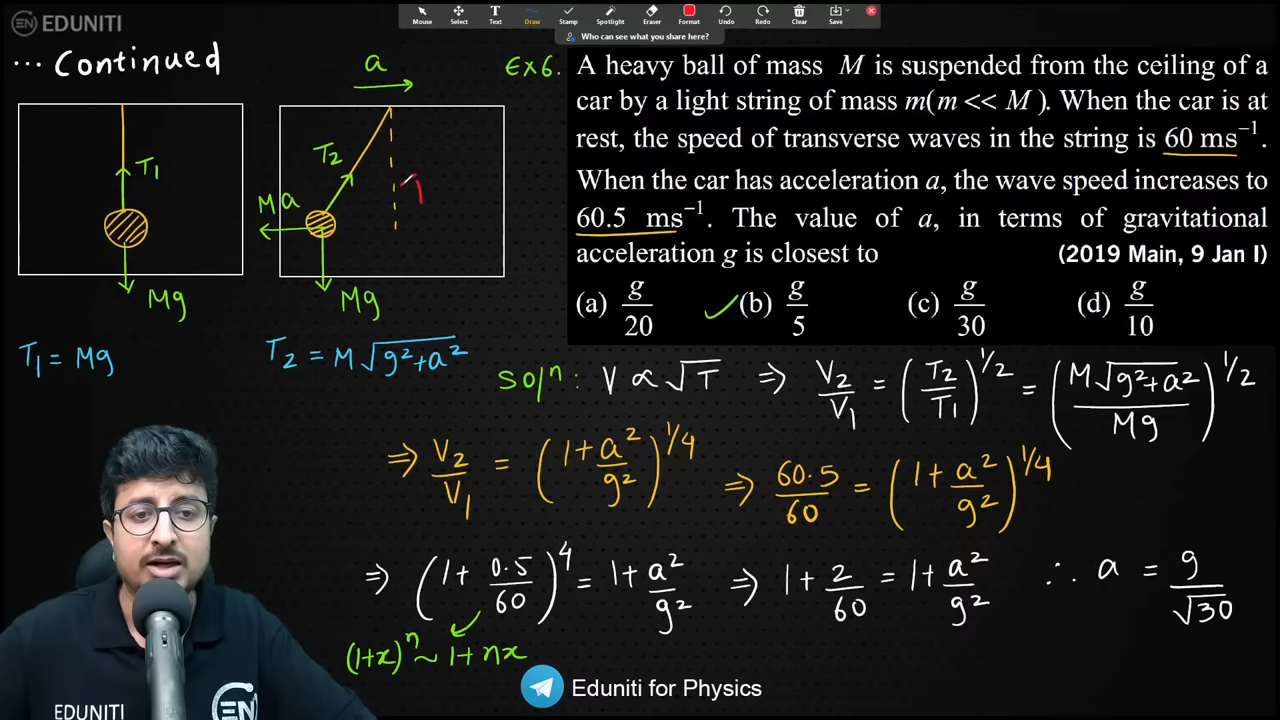 EN EDUNITI
Mouse Select Text Draw Stamp Spotlight Eraser Format Undo Redo Clear Save
Who can see what you share here?
... Continued
a
T₁
Mg
T₂
Ma
Mg
T₁ = Mg
T₂ = M√(g²+a²)
Ex6. A heavy ball of mass M is suspended from the ceiling of a
car by a light string of mass m(m << M). When the car is at
rest, the speed of transverse waves in the string is 60 ms⁻¹.
When the car has acceleration a, the wave speed increases to
60.5 ms⁻¹. The value of a, in terms of gravitational
acceleration g is closest to (2019 Main, 9 Jan I)
(a) g/20 ✓(b) g/5 (c) g/30 (d) g/10
Solⁿ: V ∝ √T ⇒ V₂/V₁ = (T₂/T₁)^1/2 = (M√(g²+a²)/Mg)^1/2
⇒ V₂/V₁ = (1+a²/g²)^1/4 ⇒ 60.5/60 = (1+a²/g²)^1/4
⇒ (1+0.5/60)^4 = 1+a²/g² ⇒ 1+2/60 = 1+a²/g² ∴ a = g/√30
(1+x)ⁿ ~ 1+nx
Eduniti for Physics
EDUNITI
EN